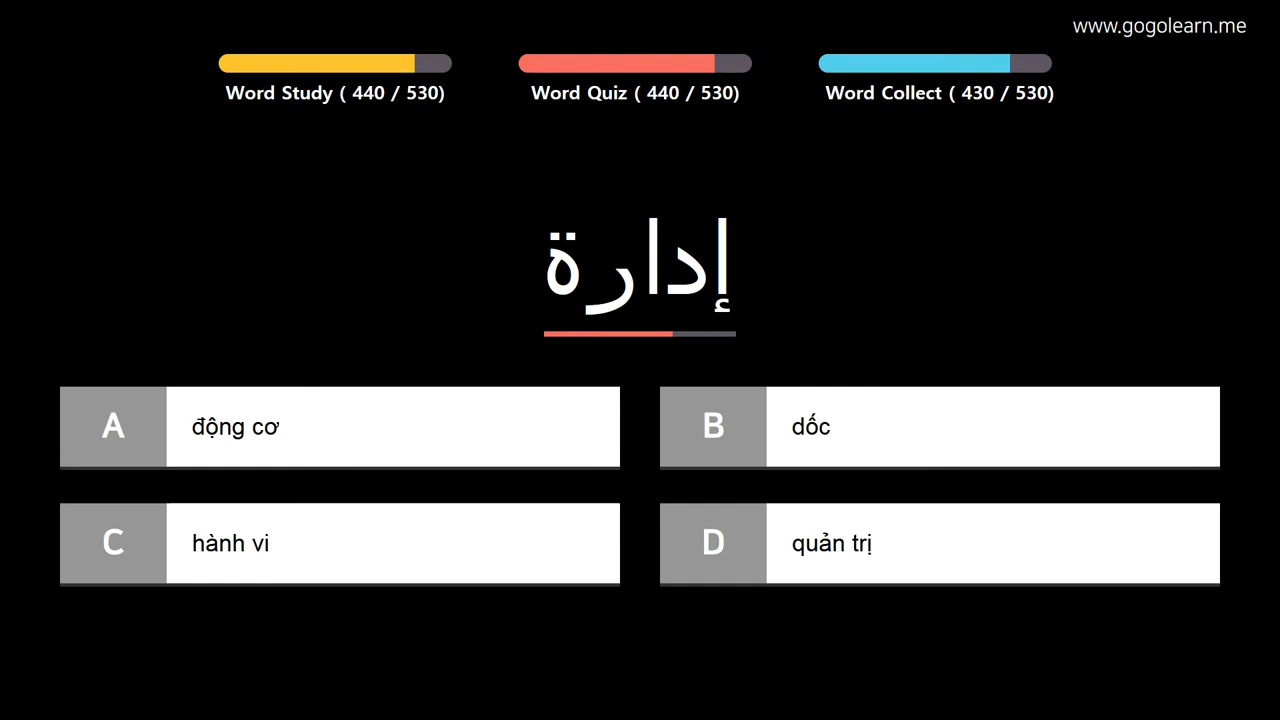 www.gogolearn.me
Word Study ( 440 / 530)
Word Quiz ( 440 / 530)
Word Collect ( 430 / 530)
إدارة
A động cơ
B dốc
C hành vi
D quản trị